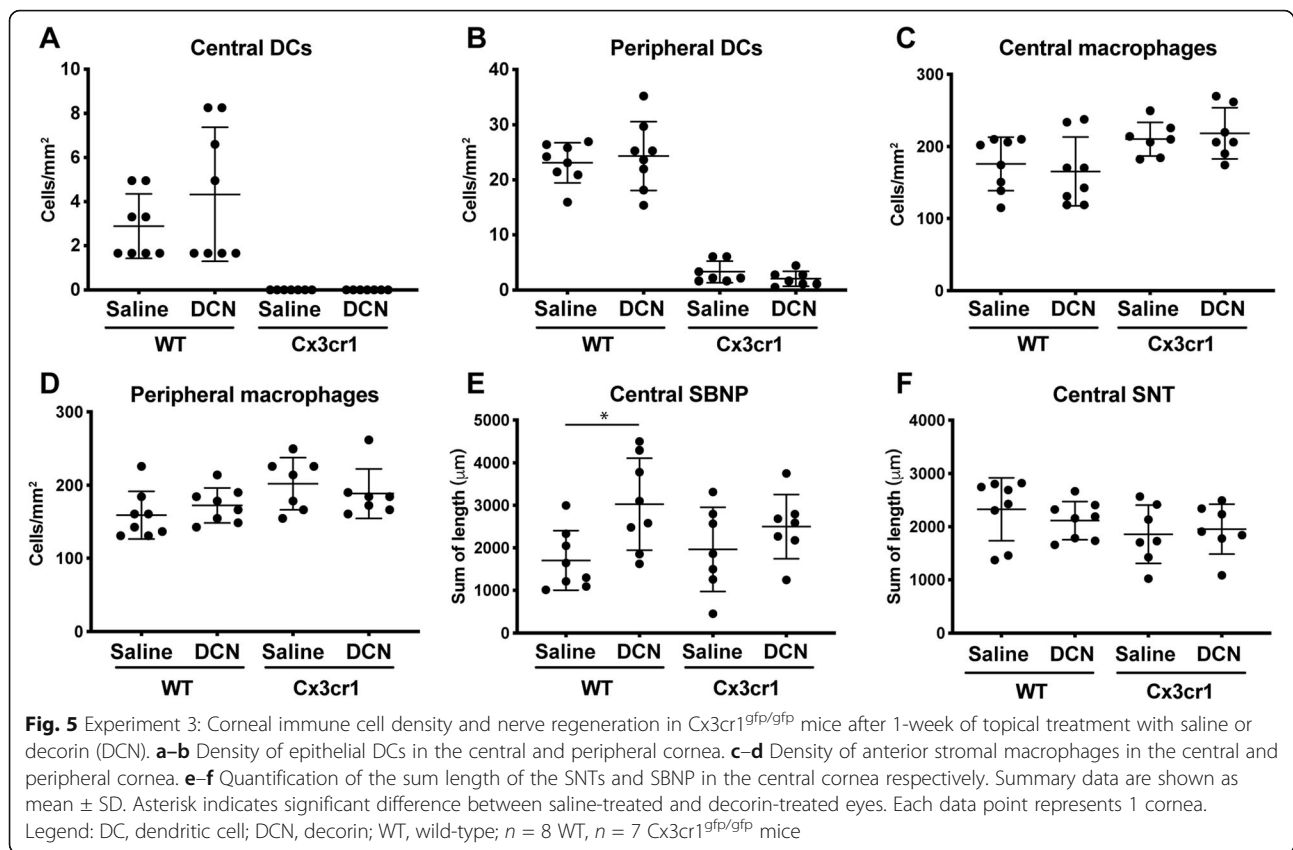 A
Central DCs
Cells/mm²
10
8
6
4
2
0
Saline DCN Saline DCN
WT Cx3cr1
B
Peripheral DCs
Cells/mm²
40
30
20
10
0
Saline DCN Saline DCN
WT Cx3cr1
C
Central macrophages
Cells/mm²
300
200
100
0
Saline DCN Saline DCN
WT Cx3cr1
D
Peripheral macrophages
Cells/mm²
300
200
100
0
Saline DCN Saline DCN
WT Cx3cr1
E
Central SBNP
Sum of length (μm)
5000
4000
3000
2000
1000
0
*
Saline DCN Saline DCN
WT Cx3cr1
F
Central SNT
Sum of length (μm)
4000
3000
2000
1000
0
Saline DCN Saline DCN
WT Cx3cr1
Fig. 5 Experiment 3: Corneal immune cell density and nerve regeneration in Cx3cr1^gfp/gfp mice after 1-week of topical treatment with saline or
decorin (DCN). a–b Density of epithelial DCs in the central and peripheral cornea. c–d Density of anterior stromal macrophages in the central and
peripheral cornea. e–f Quantification of the sum length of the SNTs and SBNP in the central cornea respectively. Summary data are shown as
mean ± SD. Asterisk indicates significant difference between saline-treated and decorin-treated eyes. Each data point represents 1 cornea.
Legend: DC, dendritic cell; DCN, decorin; WT, wild-type; n = 8 WT, n = 7 Cx3cr1^gfp/gfp mice